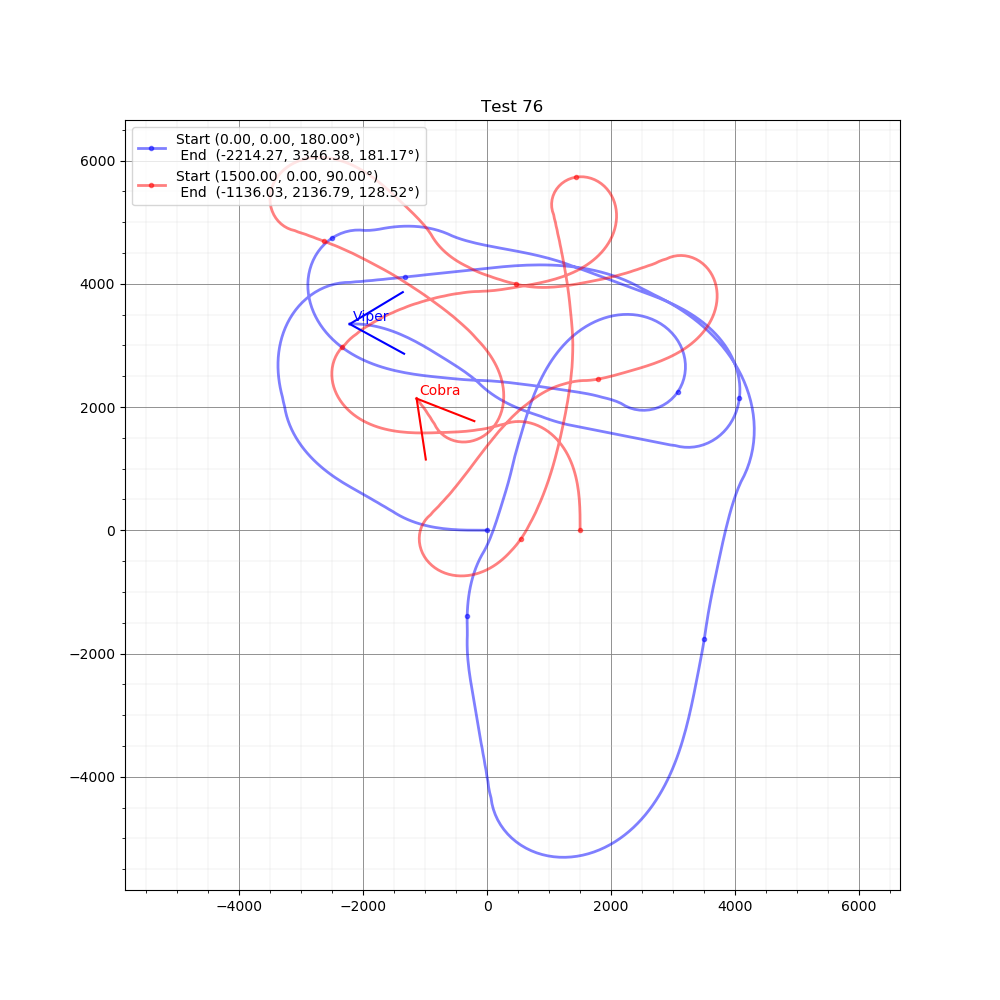 Test 76
Start (0.00, 0.00, 180.00°)
End (-2214.27, 3346.38, 181.17°)
Start (1500.00, 0.00, 90.00°)
End (-1136.03, 2136.79, 128.52°)
6000
4000
2000
0
−2000
−4000
Viper
Cobra
−4000 −2000 0 2000 4000 6000